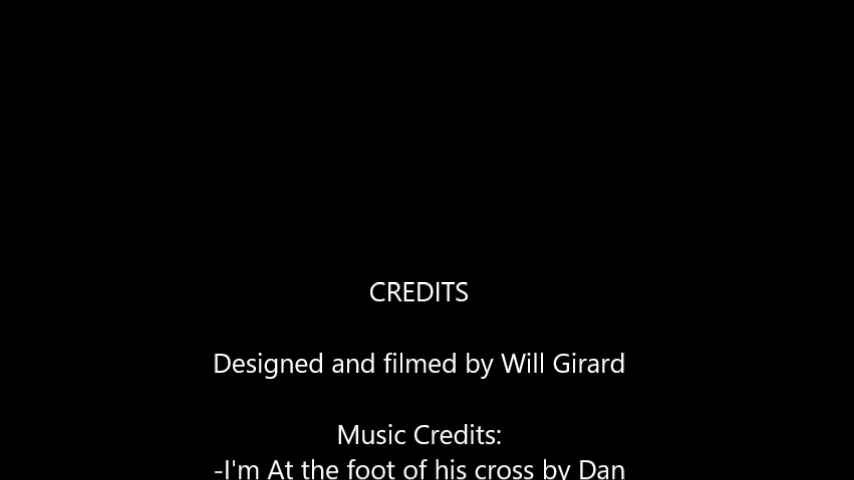 CREDITS
Designed and filmed by Will Girard
Music Credits:
-I'm At the foot of his cross by Dan